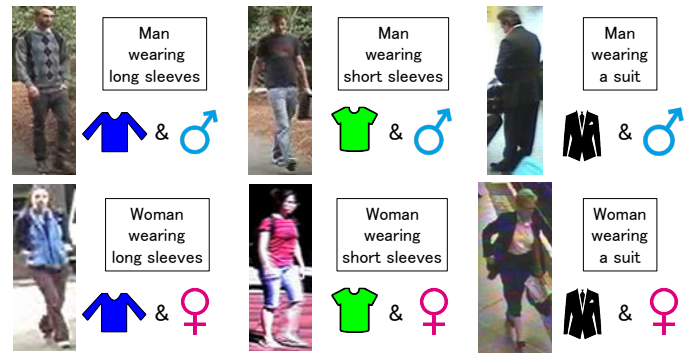 Man
wearing
long sleeves
&
Man
wearing
short sleeves
&
Man
wearing
a suit
&
Woman
wearing
long sleeves
&
Woman
wearing
short sleeves
&
Woman
wearing
a suit
&